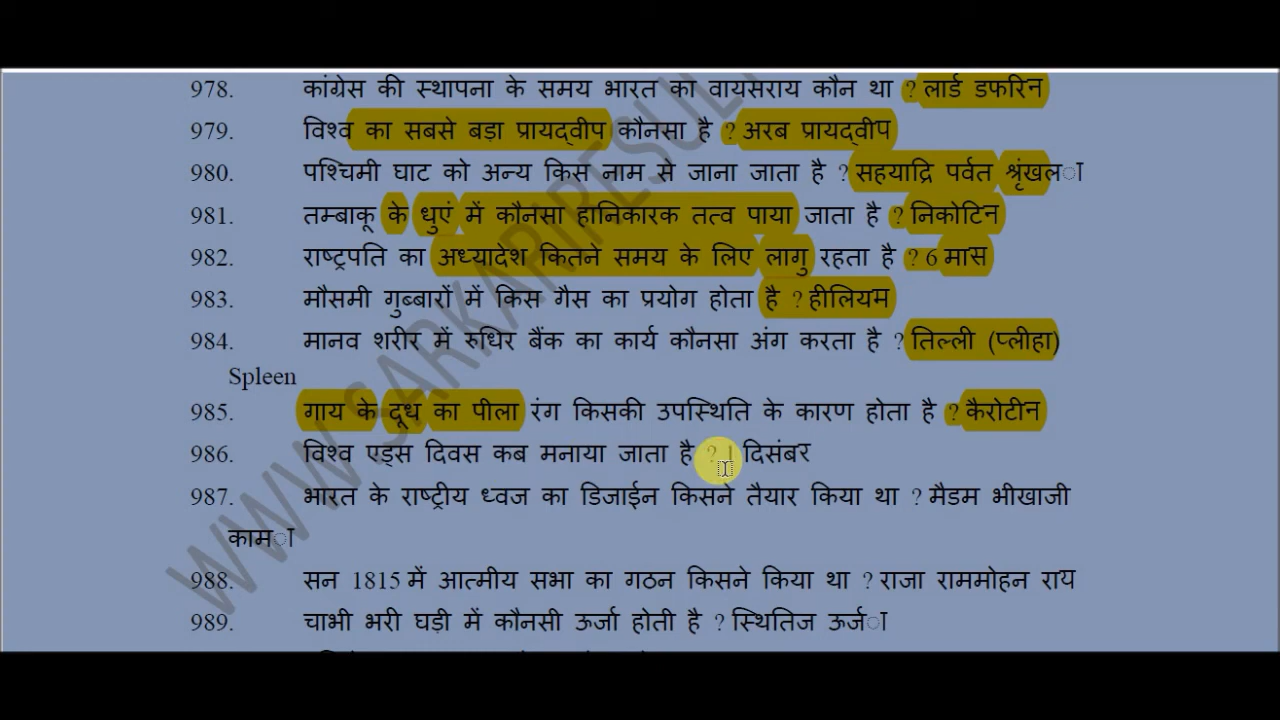 978. कांग्रेस की स्थापना के समय भारत का वायसराय कौन था ? लार्ड डफरिन
979. विश्व का सबसे बड़ा प्रायद्वीप कौनसा है ? अरब प्रायद्वीप
980. पश्चिमी घाट को अन्य किस नाम से जाना जाता है ? सहयाद्रि पर्वत श्रृंखला
981. तम्बाकू के धुएं में कौनसा हानिकारक तत्व पाया जाता है ? निकोटिन
982. राष्ट्रपति का अध्यादेश कितने समय के लिए लागु रहता है ? 6 मास
983. मौसमी गुब्बारों में किस गैस का प्रयोग होता है ? हीलियम
984. मानव शरीर में रुधिर बैंक का कार्य कौनसा अंग करता है ? तिल्ली (प्लीहा)
Spleen
985. गाय के दूध का पीला रंग किसकी उपस्थिति के कारण होता है ? कैरोटीन
986. विश्व एड्स दिवस कब मनाया जाता है ? 1 दिसंबर
987. भारत के राष्ट्रीय ध्वज का डिजाईन किसने तैयार किया था ? मैडम भीखाजी
कामा
988. सन 1815 में आत्मीय सभा का गठन किसने किया था ? राजा राममोहन राय
989. चाभी भरी घड़ी में कौनसी ऊर्जा होती है ? स्थितिज ऊर्जा
WWW.SARKARIRESUL